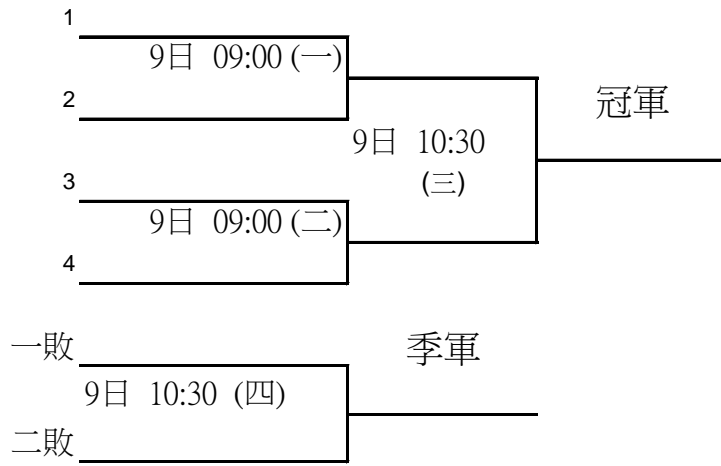 1
9日 09:00 (一)
2
冠軍
9日 10:30
(三)
3
9日 09:00 (二)
4
一敗
季軍
9日 10:30 (四)
二敗